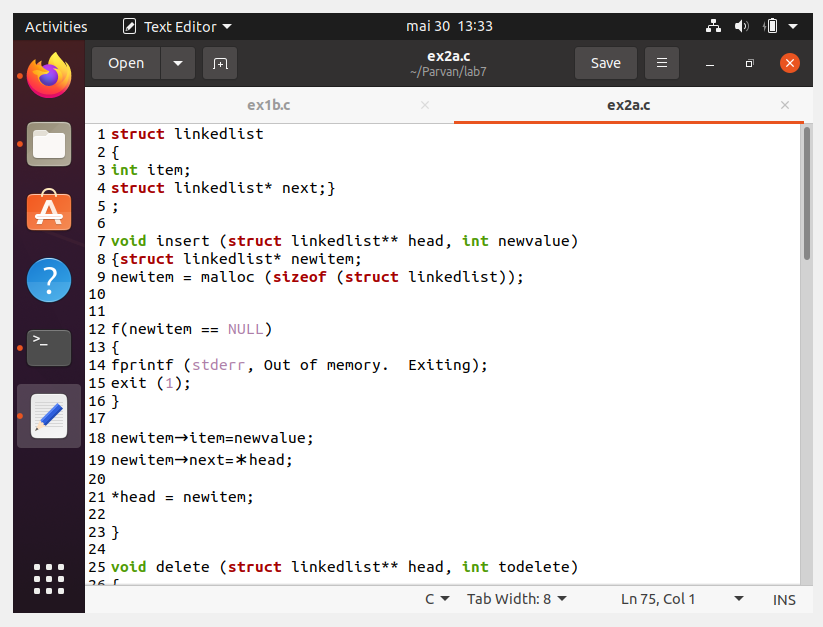 Activities Text Editor mai 30 13:33
Open ex2a.c Save
~/Parvan/lab7
ex1b.c ex2a.c
1 struct linkedlist
2 {
3 int item;
4 struct linkedlist* next;}
5 ;
6
7 void insert (struct linkedlist** head, int newvalue)
8 {struct linkedlist* newitem;
9 newitem = malloc (sizeof (struct linkedlist));
10
11
12 f(newitem == NULL)
13 {
14 fprintf (stderr, Out of memory.  Exiting);
15 exit (1);
16 }
17
18 newitem→item=newvalue;
19 newitem→next=∗head;
20
21 *head = newitem;
22
23 }
24
25 void delete (struct linkedlist** head, int todelete)
26 {
C Tab Width: 8 Ln 75, Col 1 INS